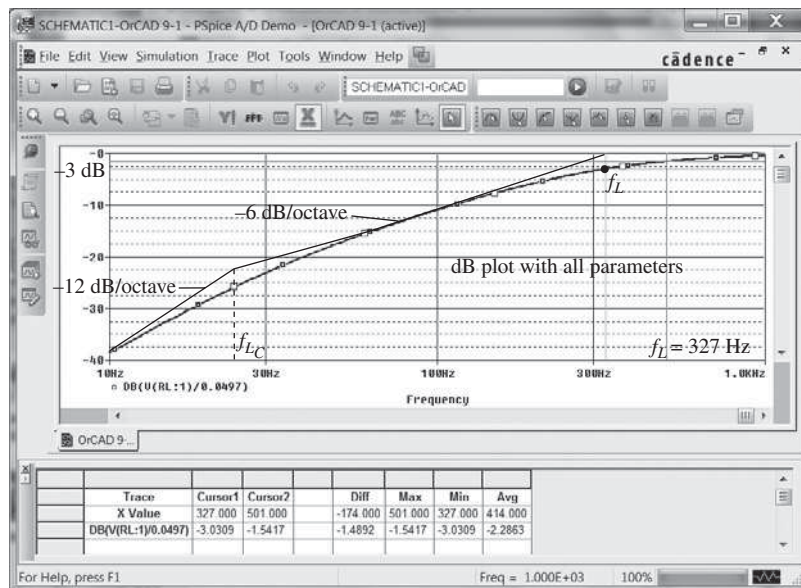 SCHEMATIC1-OrCAD 9-1 - PSpice A/D Demo - [OrCAD 9-1 (active)]
File Edit View Simulation Trace Plot Tools Window Help
cādence
SCHEMATIC1-OrCAD
-0
–3 dB
-10
-20
-30
-40
f_L
–6 dB/octave
–12 dB/octave
dB plot with all parameters
f_LC
f_L = 327 Hz
10Hz 30Hz 100Hz 300Hz 1.0KHz
DB(V(RL:1)/0.0497)
Frequency
OrCAD 9-...
Trace Cursor1 Cursor2 Diff Max Min Avg
X Value 327.000 501.000 -174.000 501.000 327.000 414.000
DB(V(RL:1)/0.0497) -3.0309 -1.5417 -1.4892 -1.5417 -3.0309 -2.2863
For Help, press F1
Freq = 1.000E+03 100%